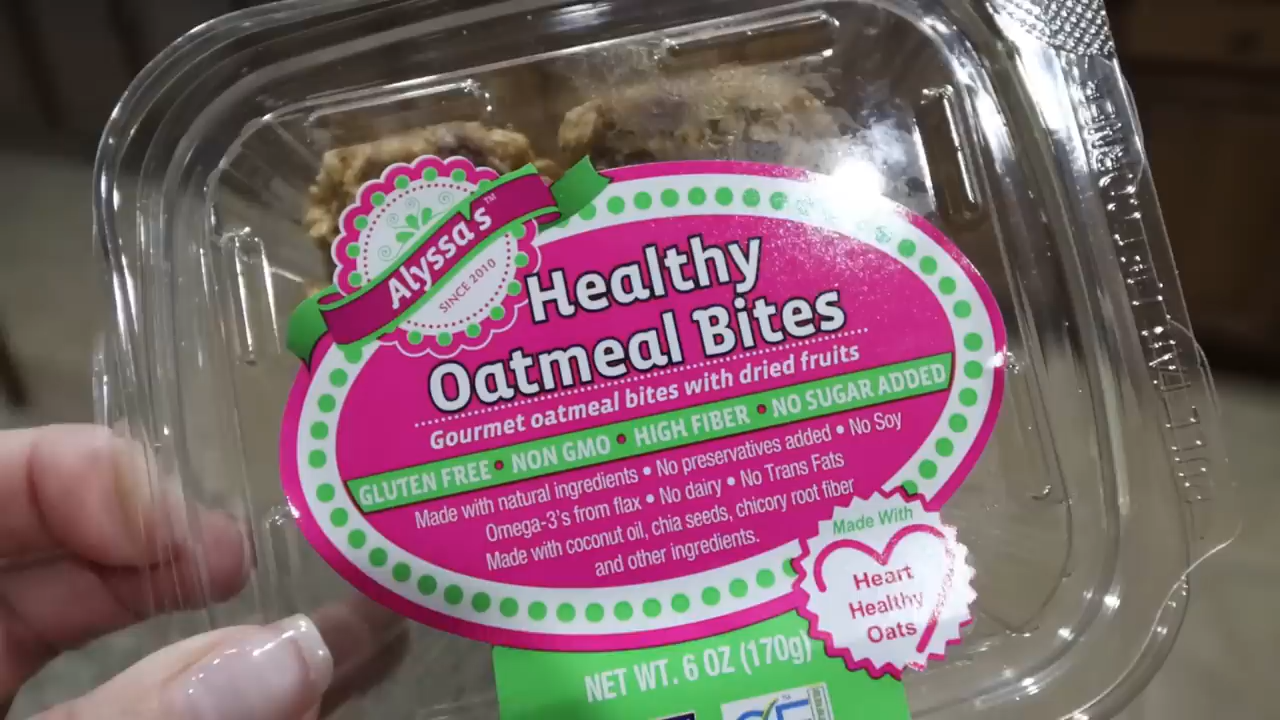 Alyssa's™
SINCE 2010
Healthy
Oatmeal Bites
Gourmet oatmeal bites with dried fruits
GLUTEN FREE • NON GMO • HIGH FIBER • NO SUGAR ADDED
Made with natural ingredients • No preservatives added • No Soy
Omega-3's from flax • No dairy • No Trans Fats
Made with coconut oil, chia seeds, chicory root fiber
and other ingredients.
Made With
Heart
Healthy
Oats
NET WT. 6 OZ (170g)